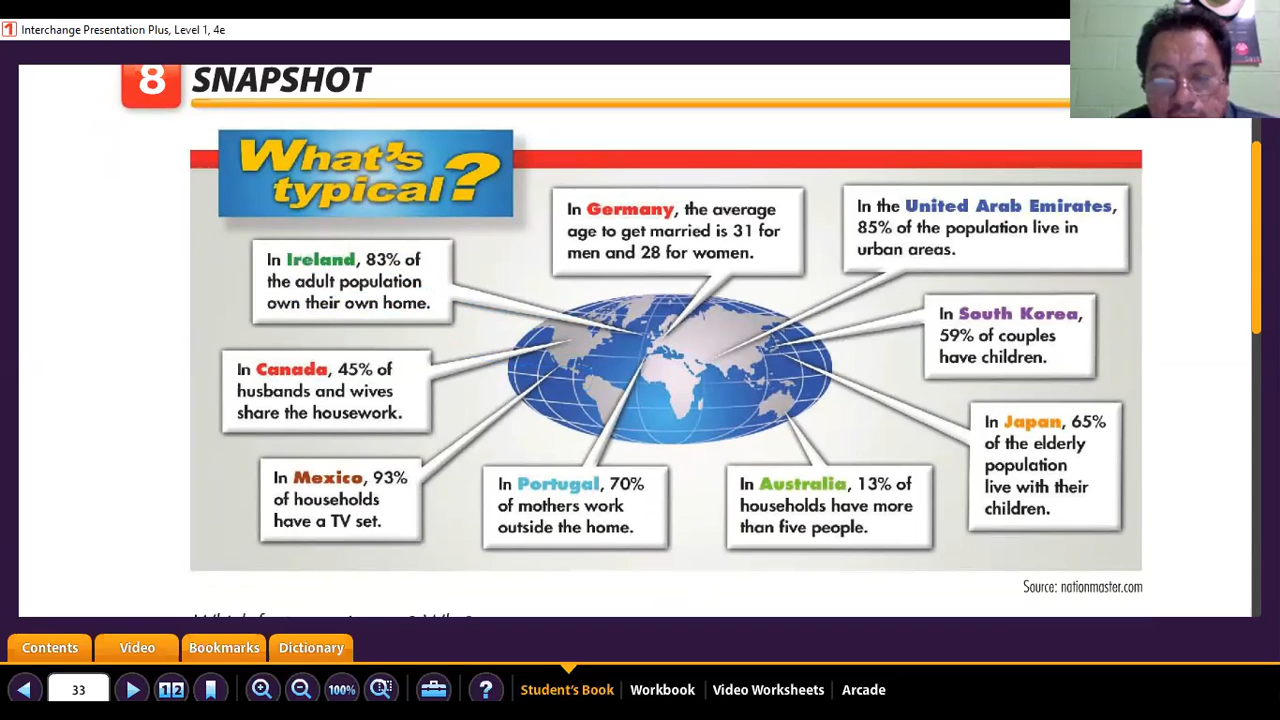 Interchange Presentation Plus, Level 1, 4e
8 SNAPSHOT
What's
typical?
In Germany, the average
age to get married is 31 for
men and 28 for women.
In the United Arab Emirates,
85% of the population live in
urban areas.
In Ireland, 83% of
the adult population
own their own home.
In South Korea,
59% of couples
have children.
In Canada, 45% of
husbands and wives
share the housework.
In Japan, 65%
of the elderly
population
live with their
children.
In Mexico, 93%
of households
have a TV set.
In Portugal, 70%
of mothers work
outside the home.
In Australia, 13% of
households have more
than five people.
Source: nationmaster.com
Contents Video Bookmarks Dictionary
33 12 100% ? Student's Book Workbook Video Worksheets Arcade